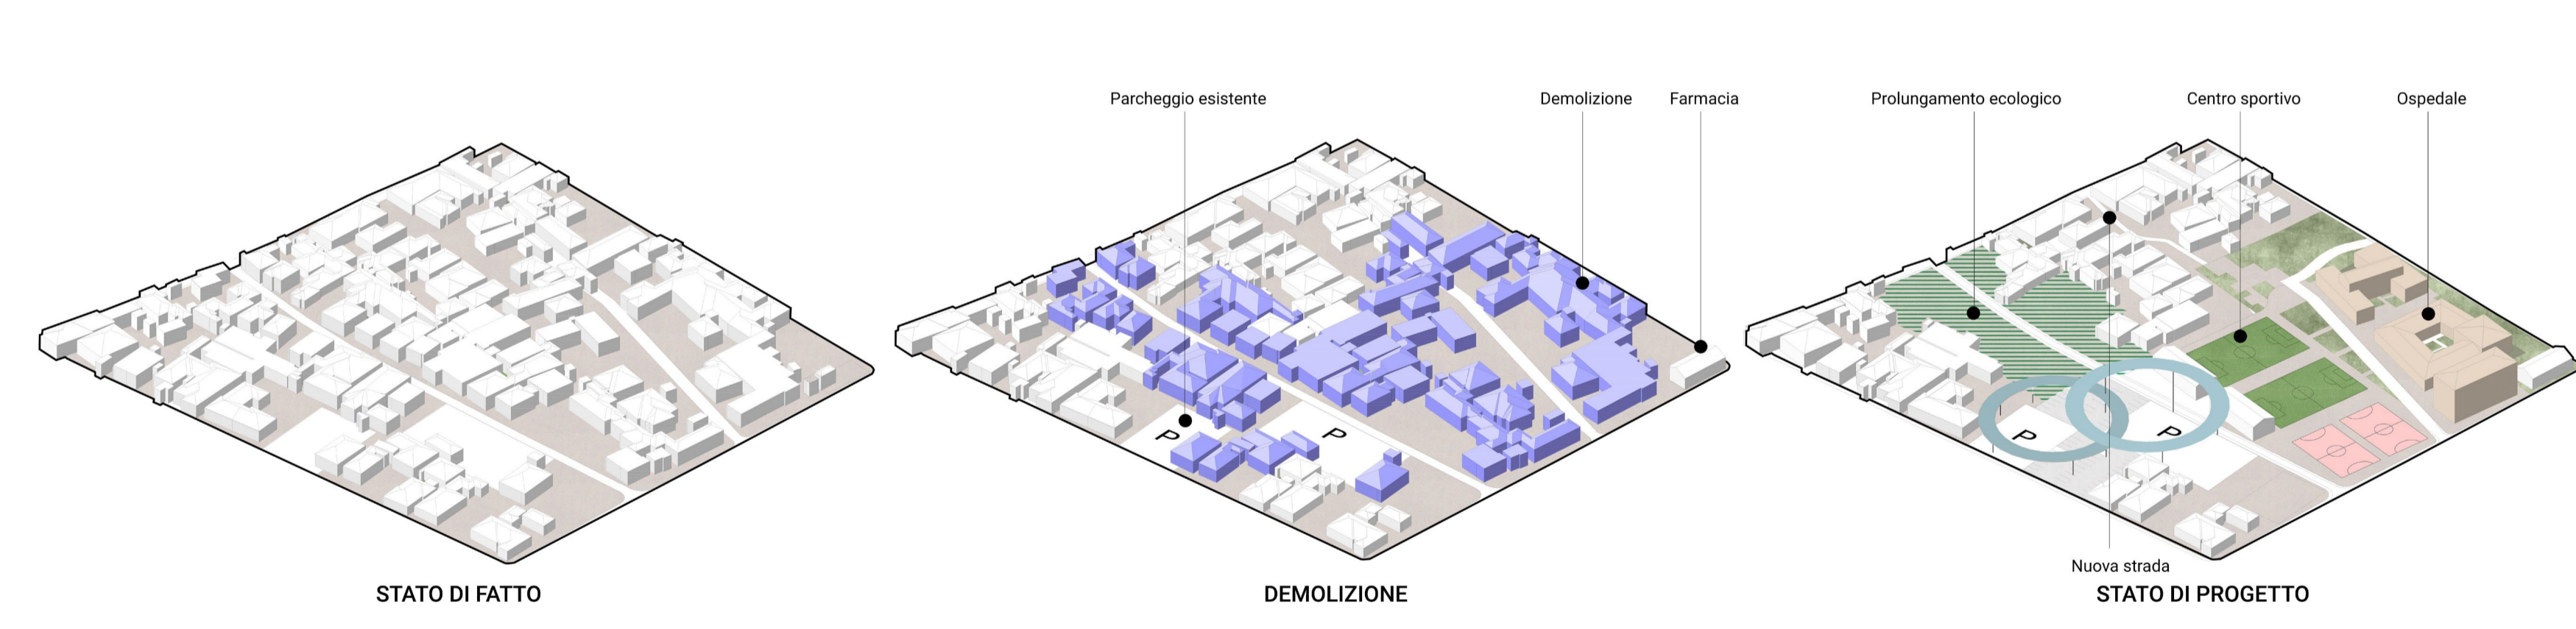 Parcheggio esistente
Demolizione
Farmacia
Prolungamento ecologico
Centro sportivo
Ospedale
P
P
P
P
Nuova strada
STATO DI FATTO
DEMOLIZIONE
STATO DI PROGETTO